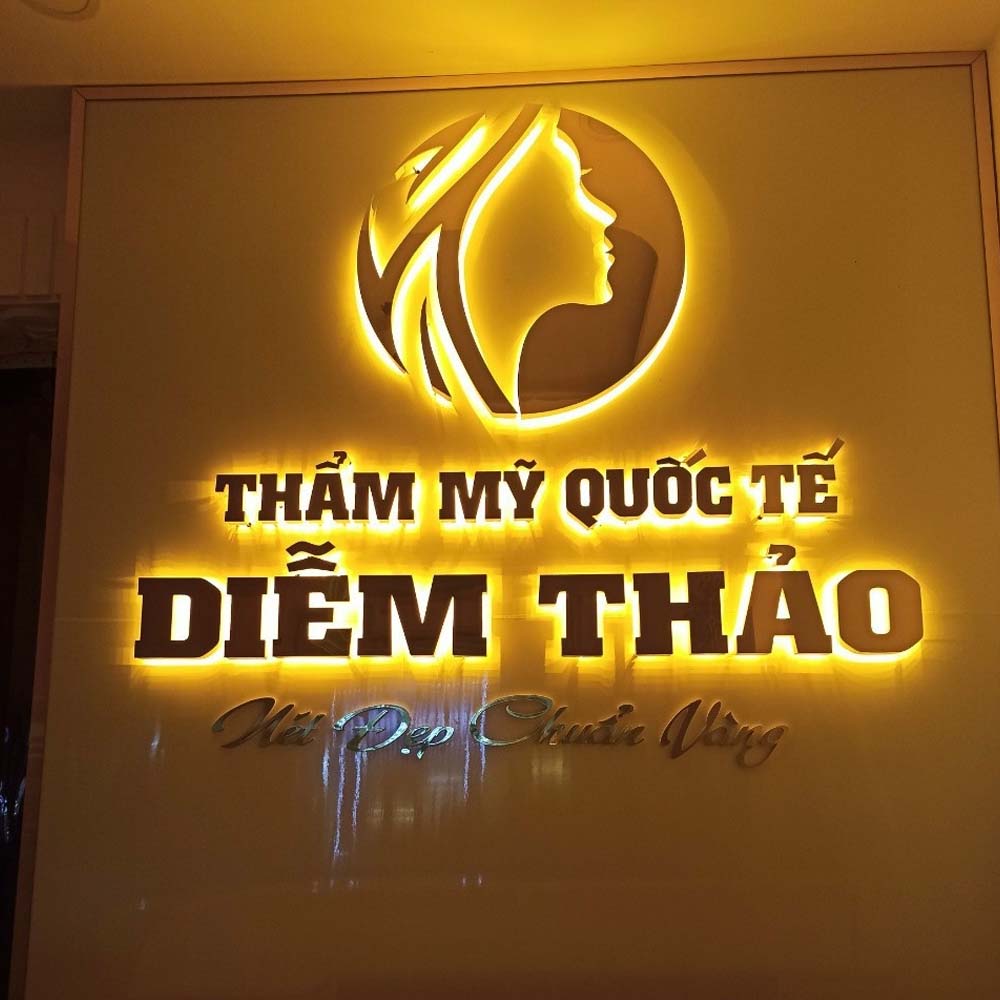 THẨM MỸ QUỐC TẾ
DIỄM THẢO
Nét Đẹp Chuẩn Vàng